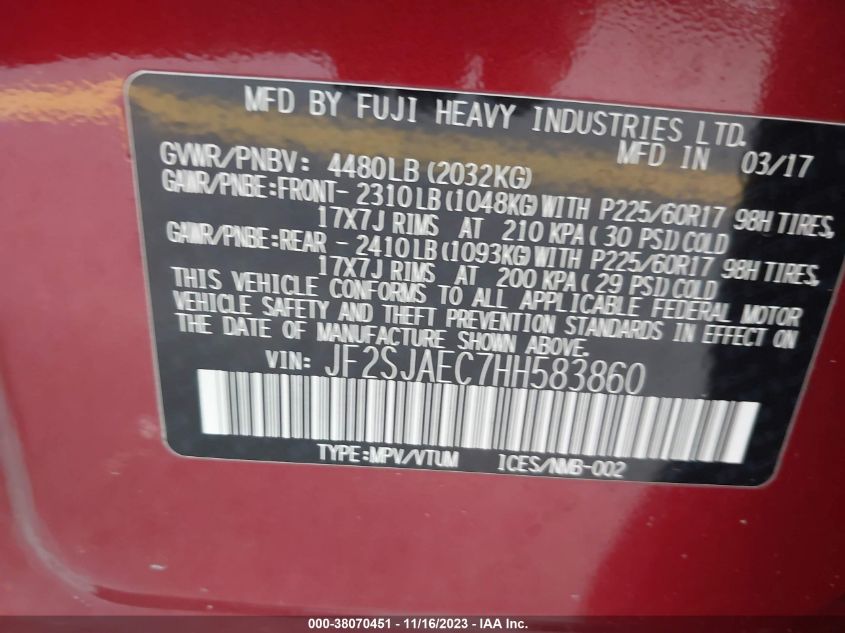 MFD BY FUJI HEAVY INDUSTRIES LTD.
MFD IN 03/17
GVWR/PNBV: 4480LB (2032KG)
GAWR/PNBE:FRONT- 2310LB (1048KG) WITH P225/60R17 98H TIRES,
17X7J RIMS AT 210 KPA ( 30 PSI) COLD
GAWR/PNBE:REAR - 2410LB (1093KG) WITH P225/60R17 98H TIRES,
17X7J RIMS AT 200 KPA ( 29 PSI) COLD
THIS VEHICLE CONFORMS TO ALL APPLICABLE FEDERAL MOTOR
VEHICLE SAFETY AND THEFT PREVENTION STANDARDS IN EFFECT ON
THE DATE OF MANUFACTURE SHOWN ABOVE.
VIN: JF2SJAEC7HH583860
TYPE:MPV/VTUM ICES/NMB-002
000-38070451 - 11/16/2023 - IAA Inc.